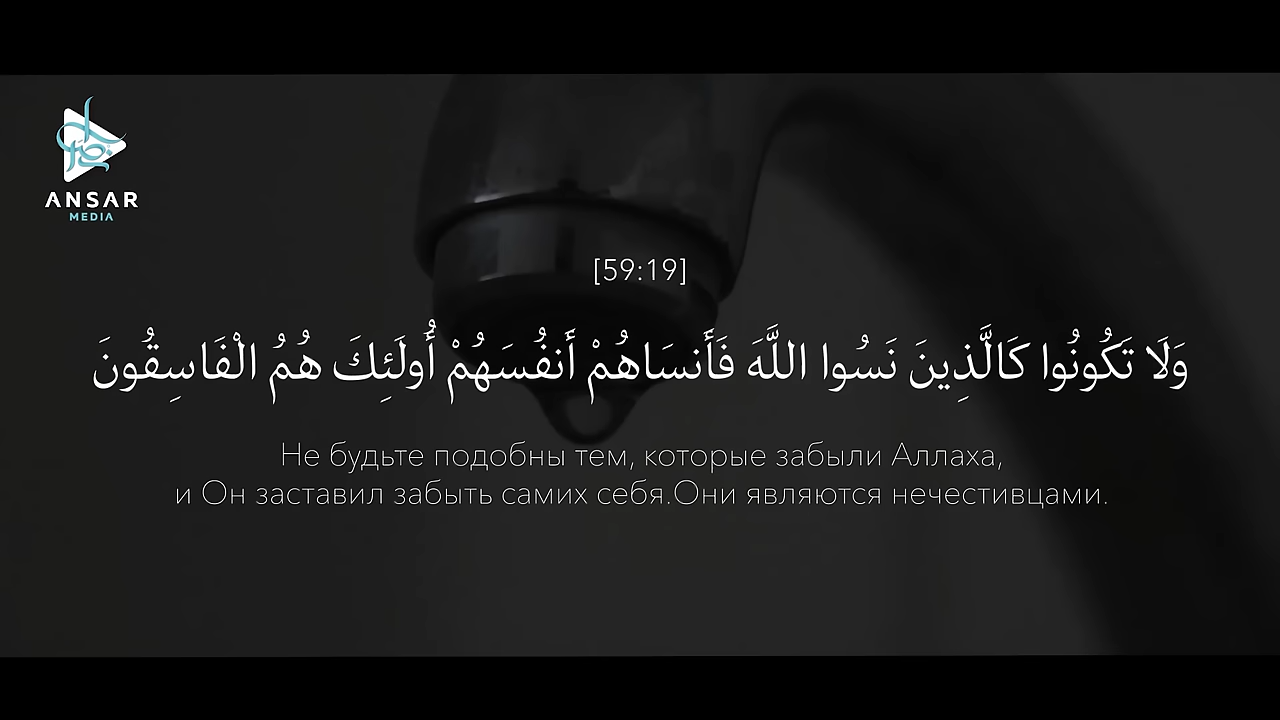 ANSAR
MEDIA
[59:19]
وَلَا تَكُونُوا كَالَّذِينَ نَسُوا اللَّهَ فَأَنسَاهُمْ أَنفُسَهُمْ أُولَئِكَ هُمُ الْفَاسِقُونَ
Не будьте подобны тем, которые забыли Аллаха,
и Он заставил забыть самих себя.Они являются нечестивцами.